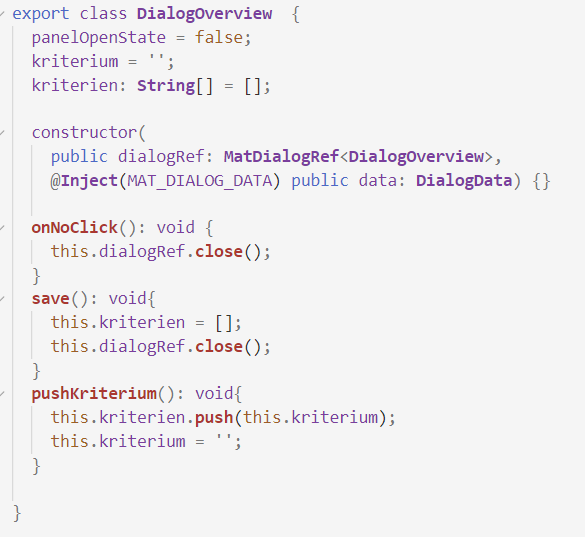 export class DialogOverview  {
  panelOpenState = false;
  kriterium = '';
  kriterien: String[] = [];

  constructor(
    public dialogRef: MatDialogRef<DialogOverview>,
    @Inject(MAT_DIALOG_DATA) public data: DialogData) {}

  onNoClick(): void {
    this.dialogRef.close();
  }
  save(): void{
    this.kriterien = [];
    this.dialogRef.close();
  }
  pushKriterium(): void{
    this.kriterien.push(this.kriterium);
    this.kriterium = '';
  }

}